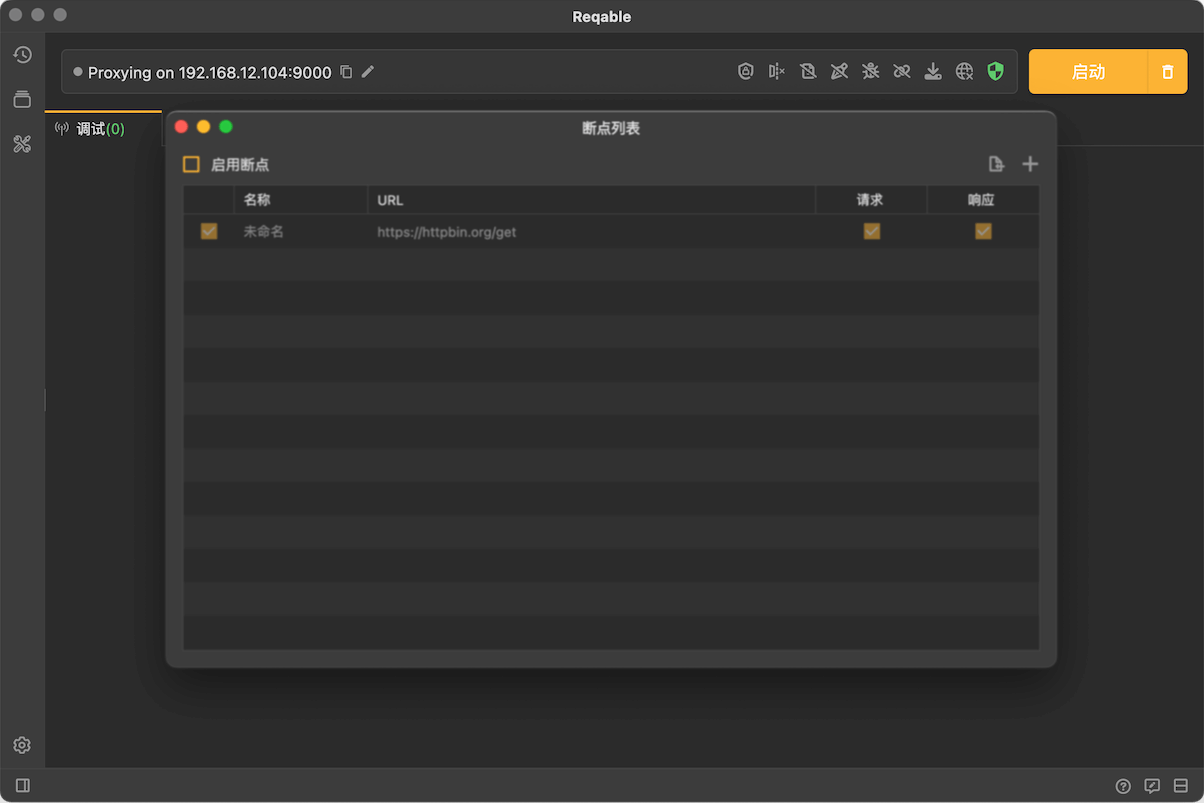 Reqable
Proxying on 192.168.12.104:9000
启动
调试(0)
断点列表
启用断点
名称 URL 请求 响应
未命名 https://httpbin.org/get